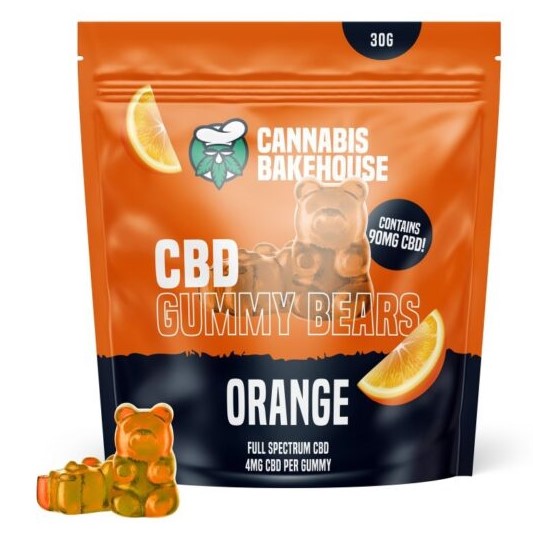 30G
CANNABIS
BAKEHOUSE
CONTAINS
90MG CBD!
CBD
GUMMY BEARS
ORANGE
FULL SPECTRUM CBD
4MG CBD PER GUMMY